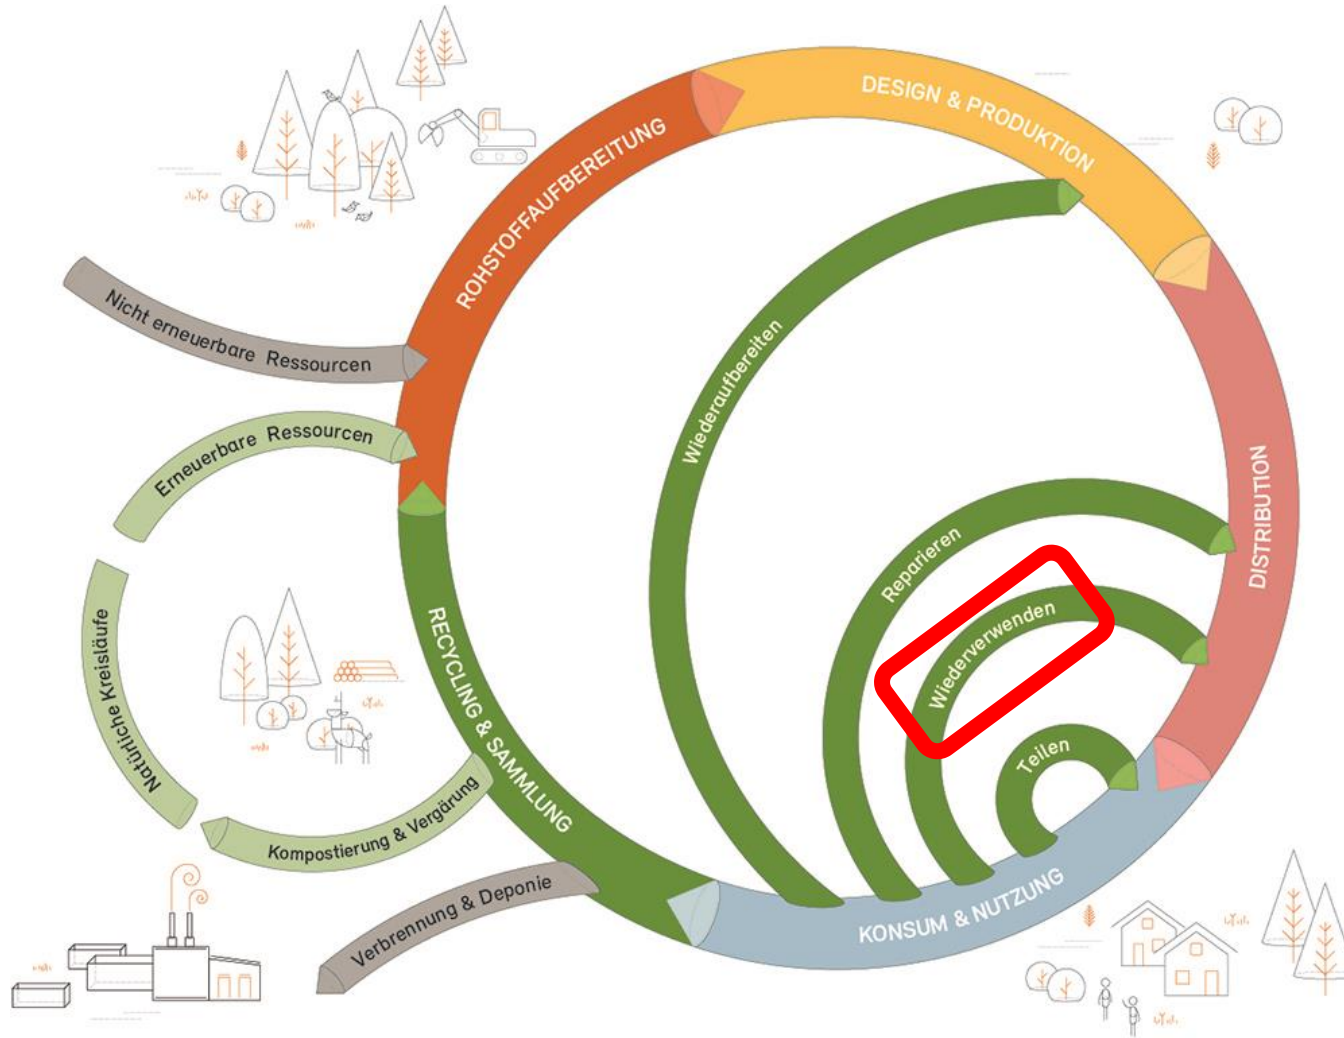 DESIGN & PRODUKTION
ROHSTOFFAUFBEREITUNG
Nicht erneuerbare Ressourcen
Wiederaufbereiten
Erneuerbare Ressourcen
DISTRIBUTION
Reparieren
Wiederverwenden
Natürliche Kreisläufe
RECYCLING & SAMMLUNG
Teilen
Kompostierung & Vergärung
Verbrennung & Deponie
KONSUM & NUTZUNG